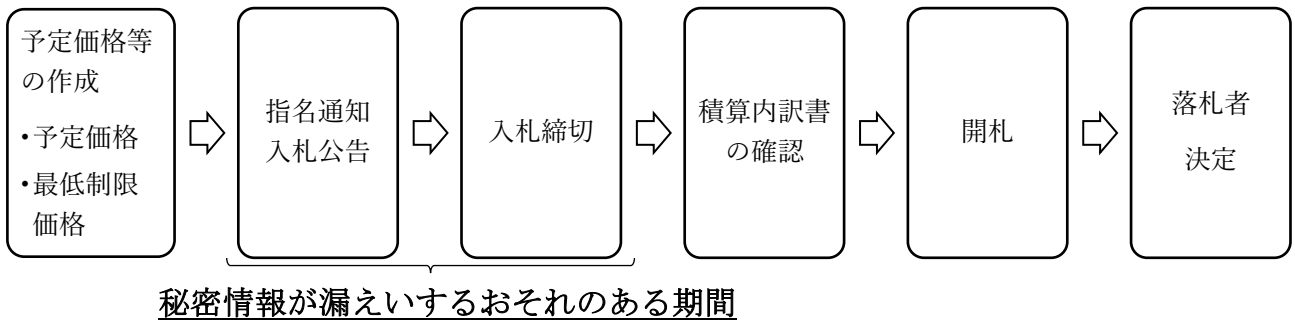 予定価格等
の作成
・予定価格
・最低制限
価格
指名通知
入札公告
入札締切
積算内訳書
の確認
開札
落札者
決定
秘密情報が漏えいするおそれのある期間